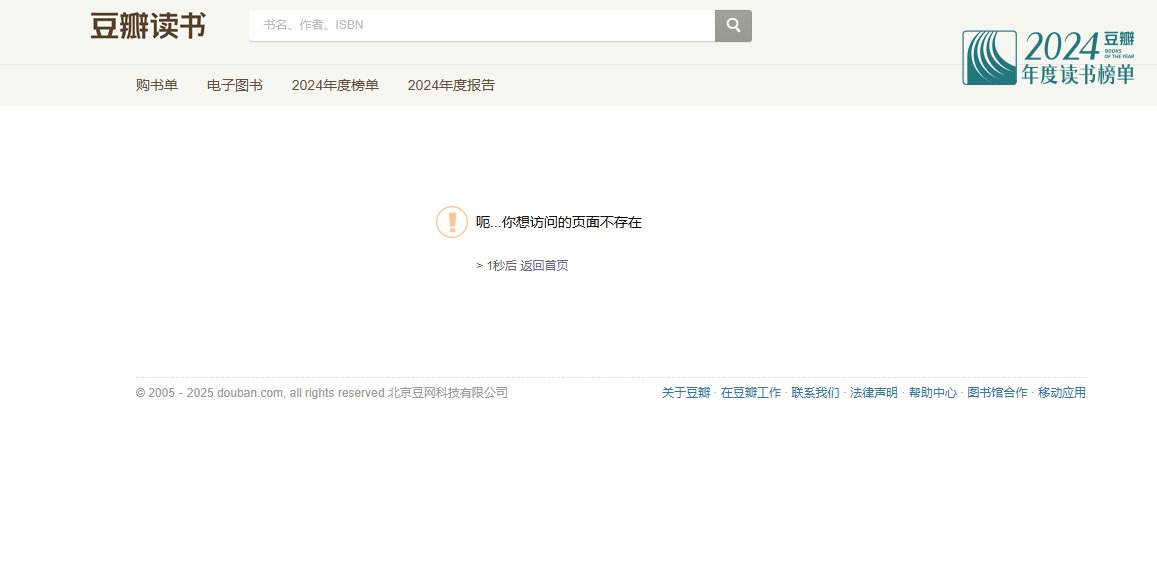 豆瓣读书
书名、作者、ISBN
2024 豆瓣
BOOKS
OF THE YEAR
年度读书榜单
购书单 电子图书 2024年度榜单 2024年度报告
呃...你想访问的页面不存在
> 1秒后 返回首页
© 2005 - 2025 douban.com, all rights reserved 北京豆网科技有限公司 关于豆瓣 · 在豆瓣工作 · 联系我们 · 法律声明 · 帮助中心 · 图书馆合作 · 移动应用